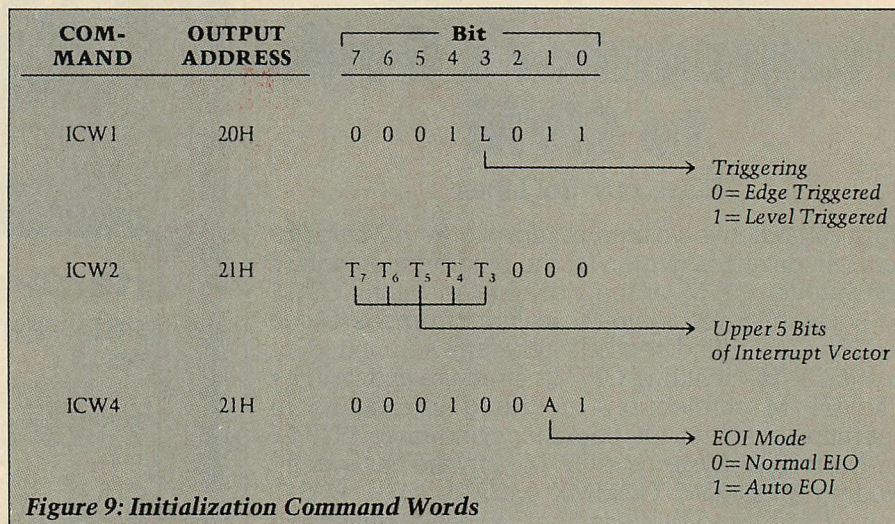 COM- OUTPUT Bit
MAND ADDRESS 7 6 5 4 3 2 1 0
ICW1 20H 0 0 0 1 L 0 1 1
Triggering
0=Edge Triggered
1=Level Triggered
ICW2 21H T7 T6 T5 T4 T3 0 0 0
Upper 5 Bits
of Interrupt Vector
ICW4 21H 0 0 0 1 0 0 A 1
EOI Mode
0=Normal EIO
1=Auto EOI
Figure 9: Initialization Command Words